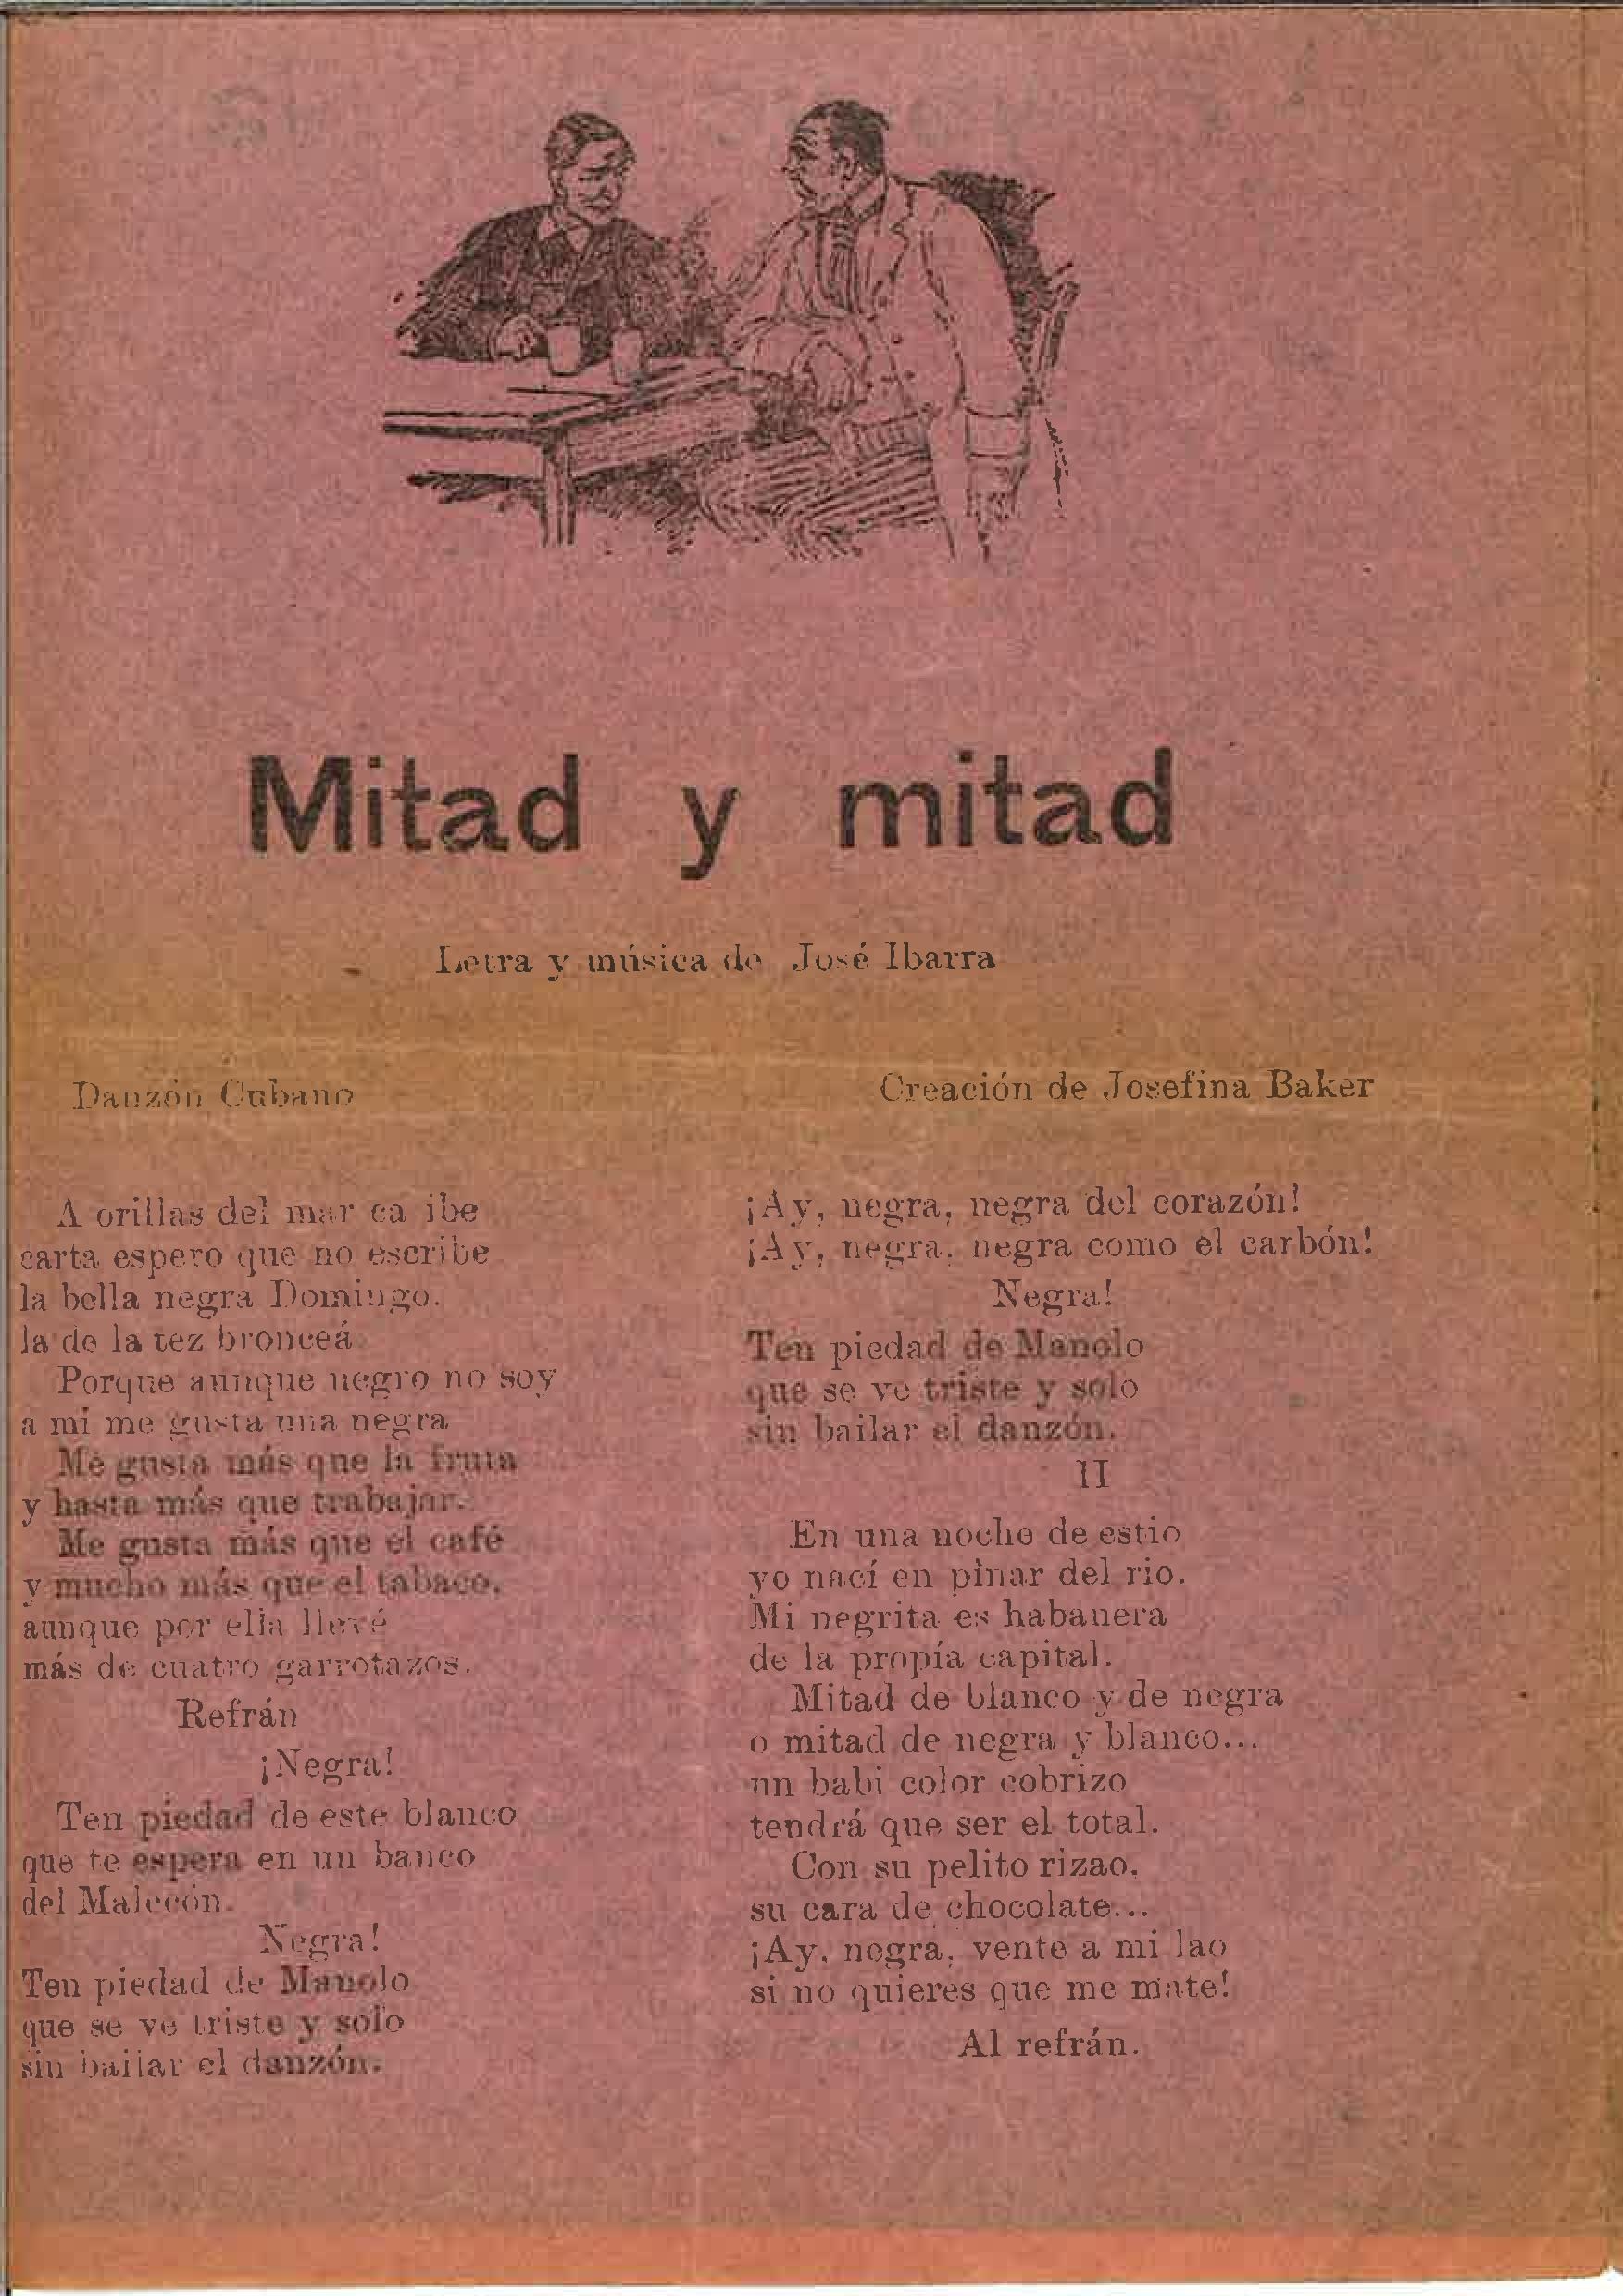 Mitad y mitad
Letra y música de José Ibarra
Danzón Cubano
Creación de Josefina Baker
A orillas del mar ca ibe
carta espero que no escribe
la bella negra Domingo.
la de la tez bronceá
Porque aunque negro no soy
a mi me gusta una negra
Me gusta más que la fruta
y hasta más que trabajar.
Me gusta más que el café
y mucho más que el tabaco.
aunque por ella llevé
más de cuatro garrotazos.
Refrán
¡Negra!
Ten piedad de este blanco
que te espera en un banco
del Malecón.
Negra!
Ten piedad de Manolo
que se ve triste y solo
sin bailar el danzón.
¡Ay, negra, negra del corazón!
¡Ay, negra, negra como el carbón!
Negra!
Ten piedad de Manolo
que se ve triste y solo
sin bailar el danzón.
II
En una noche de estio
yo nací en pinar del rio.
Mi negrita es habanera
de la propía capital.
Mitad de blanco y de negra
o mitad de negra y blanco...
un babi color cobrizo
tendrá que ser el total.
Con su pelito rizao,
su cara de chocolate...
¡Ay, negra, vente a mi lao
si no quieres que me mate!
Al refrán.